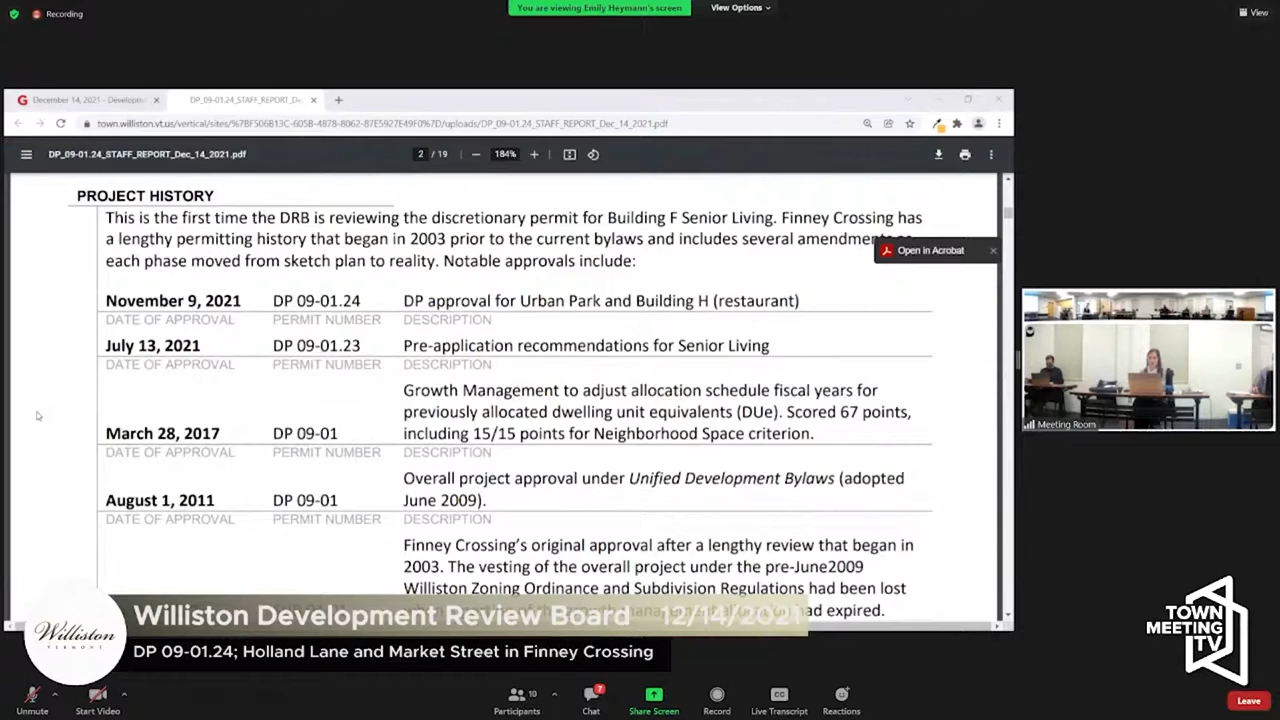 Recording
You are viewing Emily Heymann's screen
View Options
View
December 14, 2021 - Developm
DP_09-01.24_STAFF_REPORT_De
town.williston.vt.us/vertical/sites/%7BF506B13C-605B-4878-8062-87E5927E49F0%7D/uploads/DP_09-01.24_STAFF_REPORT_Dec_14_2021.pdf
DP_09-01.24_STAFF_REPORT_Dec_14_2021.pdf
2 / 19
184%
PROJECT HISTORY
This is the first time the DRB is reviewing the discretionary permit for Building F Senior Living. Finney Crossing has
a lengthy permitting history that began in 2003 prior to the current bylaws and includes several amendments
each phase moved from sketch plan to reality. Notable approvals include:
Open in Acrobat
November 9, 2021 DP 09-01.24 DP approval for Urban Park and Building H (restaurant)
DATE OF APPROVAL PERMIT NUMBER DESCRIPTION
July 13, 2021 DP 09-01.23 Pre-application recommendations for Senior Living
DATE OF APPROVAL PERMIT NUMBER DESCRIPTION
Growth Management to adjust allocation schedule fiscal years for
previously allocated dwelling unit equivalents (DUe). Scored 67 points,
March 28, 2017 DP 09-01 including 15/15 points for Neighborhood Space criterion.
DATE OF APPROVAL PERMIT NUMBER DESCRIPTION
Overall project approval under Unified Development Bylaws (adopted
August 1, 2011 DP 09-01 June 2009).
DATE OF APPROVAL PERMIT NUMBER DESCRIPTION
Finney Crossing's original approval after a lengthy review that began in
2003. The vesting of the overall project under the pre-June2009
Williston Zoning Ordinance and Subdivision Regulations had been lost
had expired.
Meeting Room
Williston
VERMONT
Williston Development Review Board 12/14/2021
DP 09-01.24; Holland Lane and Market Street in Finney Crossing
TOWN
MEETING
TV
Unmute
Start Video
Participants
10
Chat
7
Share Screen
Record
CC
Live Transcript
Reactions
Leave